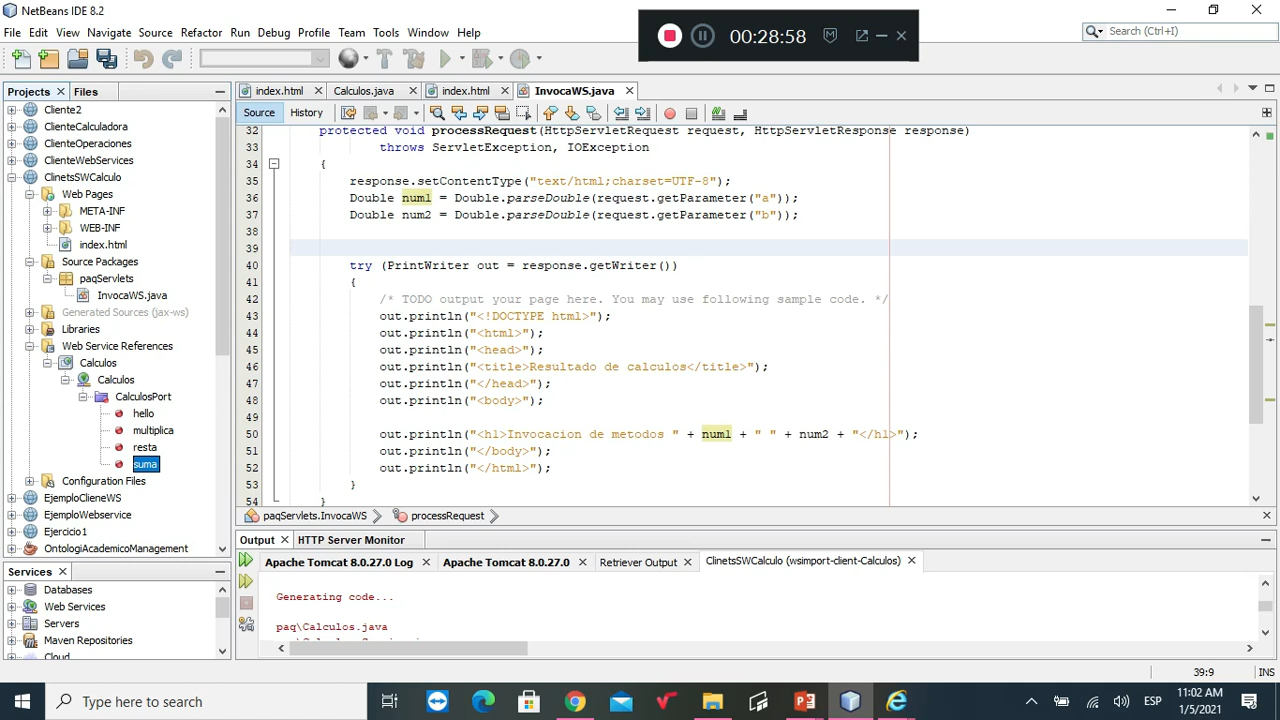 NetBeans IDE 8.2
00:28:58
File Edit View Navigate Source Refactor Run Debug Profile Team Tools Window Help
Search (Ctrl+I)
Projects Files
index.html Calculos.java index.html InvocaWS.java
Source History
Cliente2
ClienteCalculadora
ClienteOperaciones
ClienteWebServices
ClinetsSWCalculo
Web Pages
META-INF
WEB-INF
index.html
Source Packages
paqServlets
InvocaWS.java
Generated Sources (jax-ws)
Libraries
Web Service References
Calculos
Calculos
CalculosPort
hello
multiplica
resta
suma
Configuration Files
EjemploClieneWS
EjemploWebservice
Ejercicio1
OntologiAcademicoManagement
32 protected void processRequest(HttpServletRequest request, HttpServletResponse response)
33 throws ServletException, IOException
34 {
35 response.setContentType("text/html;charset=UTF-8");
36 Double num1 = Double.parseDouble(request.getParameter("a"));
37 Double num2 = Double.parseDouble(request.getParameter("b"));
38
39
40 try (PrintWriter out = response.getWriter())
41 {
42 /* TODO output your page here. You may use following sample code. */
43 out.println("<!DOCTYPE html>");
44 out.println("<html>");
45 out.println("<head>");
46 out.println("<title>Resultado de calculos</title>");
47 out.println("</head>");
48 out.println("<body>");
49
50 out.println("<h1>Invocacion de metodos " + num1 + " " + num2 + "</h1>");
51 out.println("</body>");
52 out.println("</html>");
53 }
54 }
paqServlets.InvocaWS processRequest
Services
Databases
Web Services
Servers
Maven Repositories
Cloud
Output HTTP Server Monitor
Apache Tomcat 8.0.27.0 Log Apache Tomcat 8.0.27.0 Retriever Output ClinetsSWCalculo (wsimport-client-Calculos)
Generating code...
paq\Calculos.java
39:9 INS
Type here to search
ESP
11:02 AM
1/5/2021